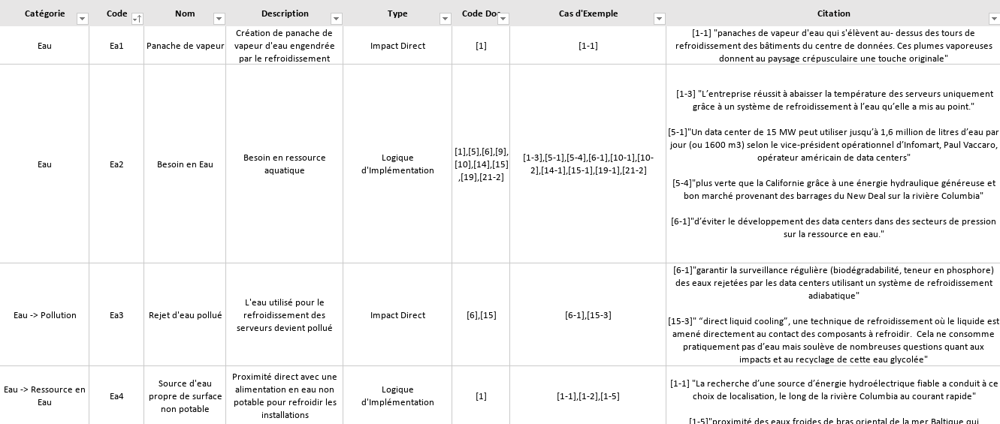 Catégorie Code Nom Description Type Code Doc Cas d'Exemple Citation
Eau Ea1 Panache de vapeur Création de panache de vapeur d'eau engendrée par le refroidissement Impact Direct [1] [1-1]
[1-1] "panaches de vapeur d'eau qui s'élèvent au- dessus des tours de
refroidissement des bâtiments du centre de données. Ces plumes vaporeuses
donnent au paysage crépusculaire une touche originale"
Eau
Ea2
Besoin en Eau
Besoin en ressource
aquatique
Logique
d'Implémentation
[1],[5],[6],[9],
[10],[14],[15]
,[19],[21-2]
[1-3],[5-1],[5-4],[6-1],[10-1],[10-
2],[14-1],[15-1],[19-1],[21-2]
[1-3] "L’entreprise réussit à abaisser la température des serveurs uniquement
grâce à un système de refroidissement à l’eau qu’elle a mis au point."
[5-1]"Un data center de 15 MW peut utiliser jusqu’à 1,6 million de litres d’eau par
jour (ou 1600 m3) selon le vice-président opérationnel d’Infomart, Paul Vaccaro,
opérateur américain de data centers"
[5-4]"plus verte que la Californie grâce à une énergie hydraulique généreuse et
bon marché provenant des barrages du New Deal sur la rivière Columbia"
[6-1]"d’éviter le développement des data centers dans des secteurs de pression
sur la ressource en eau."
Eau -> Pollution
Ea3
Rejet d'eau pollué
L'eau utilisé pour le
refroidissement des
serveurs devient pollué
Impact Direct
[6],[15]
[6-1],[15-3]
[6-1]"garantir la surveillance régulière (biodégradabilité, teneur en phosphore)
des eaux rejetées par les data centers utilisant un système de refroidissement
adiabatique"
[15-3]" “direct liquid cooling”, une technique de refroidissement où le liquide est
amené directement au contact des composants à refroidir.  Cela ne consomme
pratiquement pas d’eau mais soulève de nombreuses questions quant aux
impacts et au recyclage de cette eau glycolée"
Eau -> Ressource en
Eau
Ea4
Source d'eau
propre de surface
non potable
Proximité direct avec une
alimentation en eau non
potable pour refroidir les
installations
Logique
d'Implémentation
[1]
[1-1],[1-2],[1-5]
[1-1] "La recherche d’une source d’énergie hydroélectrique fiable a conduit à ce
choix de localisation, le long de la rivière Columbia au courant rapide"
[1-5]"proximité des eaux froides de bras oriental de la mer Baltique qui